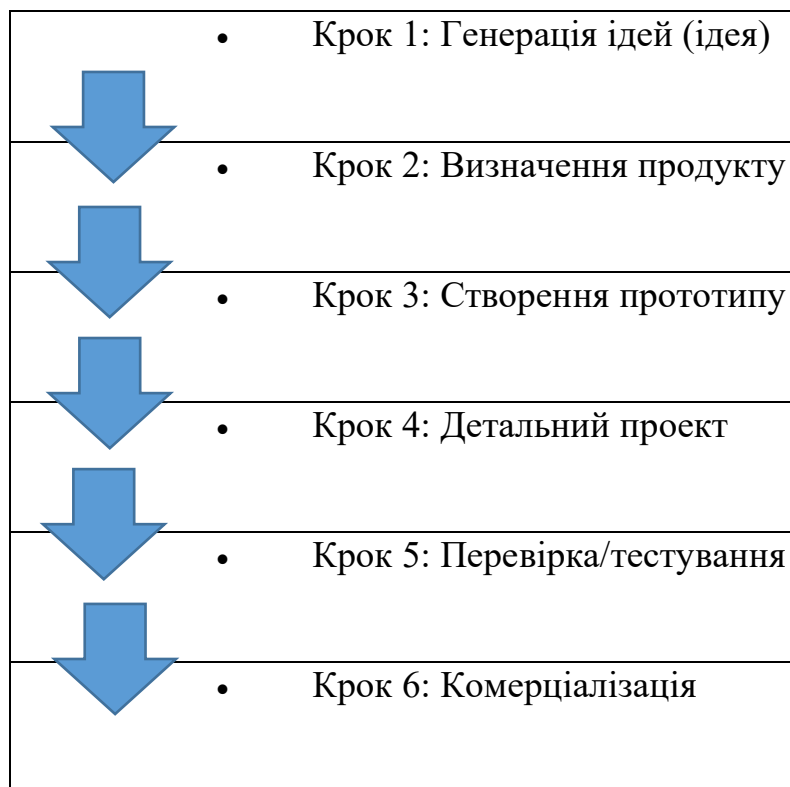 • Крок 1: Генерація ідей (ідея)
• Крок 2: Визначення продукту
• Крок 3: Створення прототипу
• Крок 4: Детальний проект
• Крок 5: Перевірка/тестування
• Крок 6: Комерціалізація